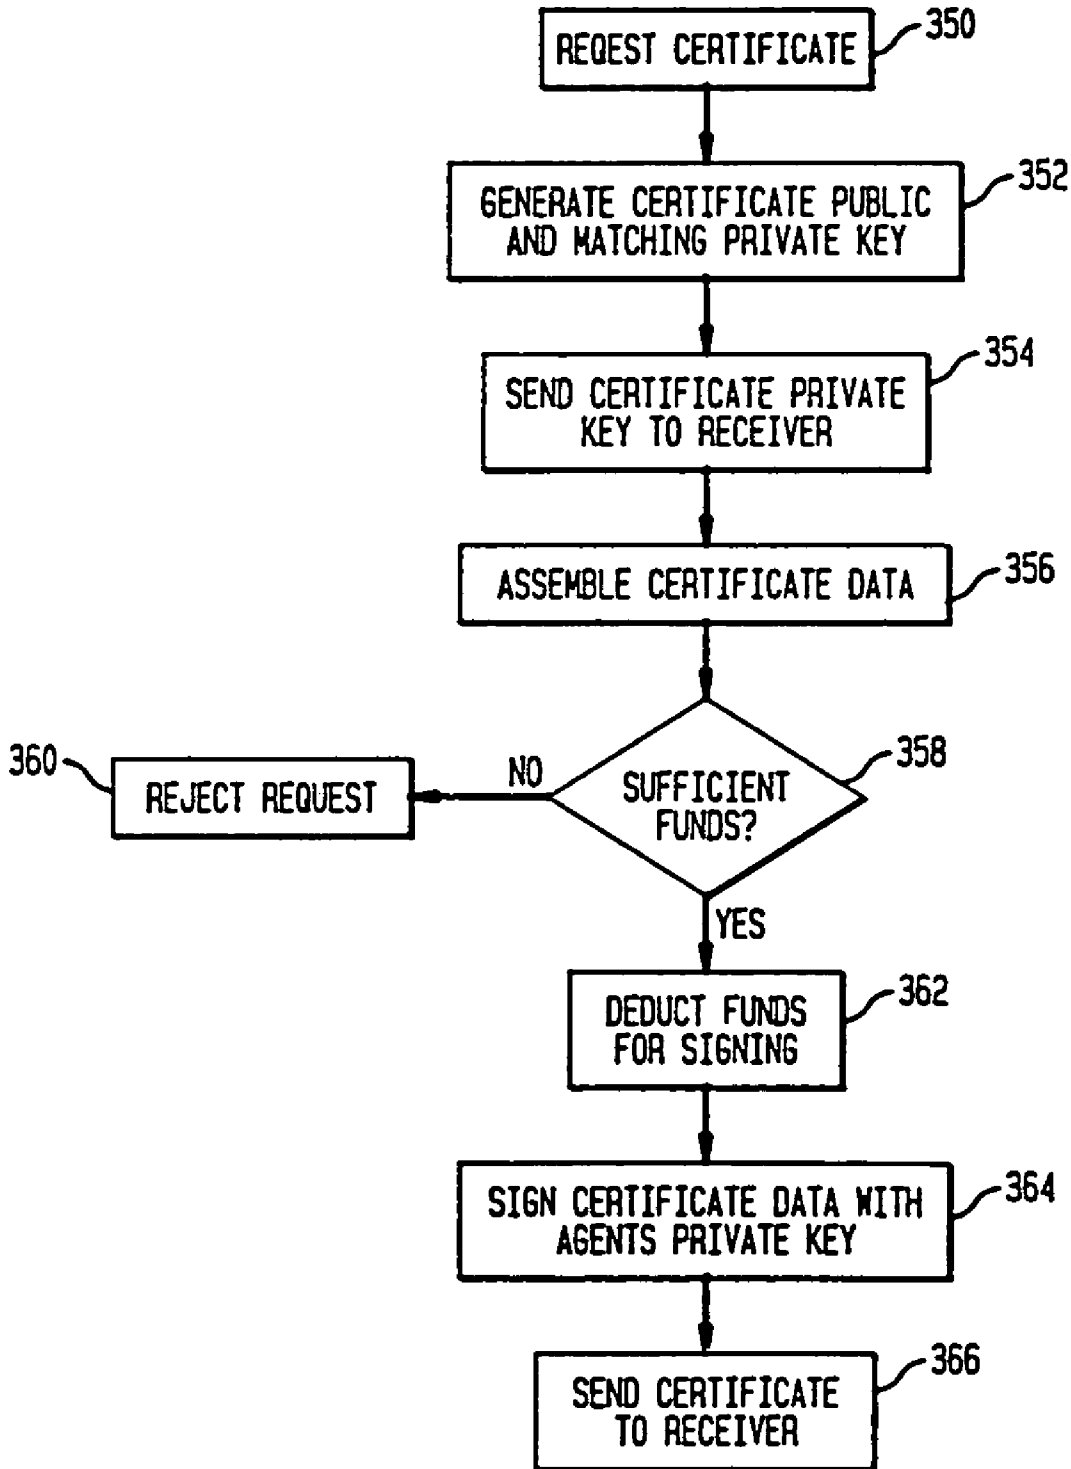 REQEST CERTIFICATE
350
GENERATE CERTIFICATE PUBLIC
AND MATCHING PRIVATE KEY
352
SEND CERTIFICATE PRIVATE
KEY TO RECEIVER
354
ASSEMBLE CERTIFICATE DATA
356
SUFFICIENT
FUNDS?
358
NO
REJECT REQUEST
360
YES
DEDUCT FUNDS
FOR SIGNING
362
SIGN CERTIFICATE DATA WITH
AGENTS PRIVATE KEY
364
SEND CERTIFICATE
TO RECEIVER
366